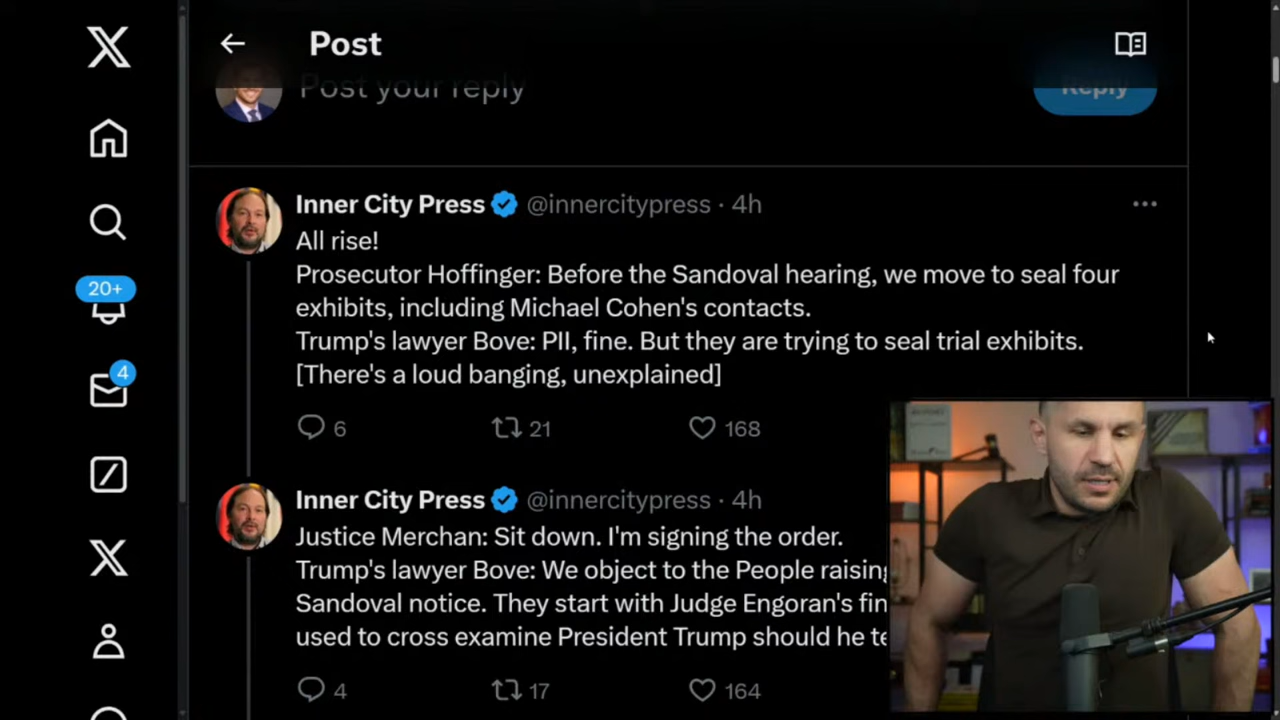 Post
Post your reply
Reply
20+
4
Inner City Press @innercitypress · 4h
All rise!
Prosecutor Hoffinger: Before the Sandoval hearing, we move to seal four
exhibits, including Michael Cohen's contacts.
Trump's lawyer Bove: PII, fine. But they are trying to seal trial exhibits.
[There's a loud banging, unexplained]
6 21 168
Inner City Press @innercitypress · 4h
Justice Merchan: Sit down. I'm signing the order.
Trump's lawyer Bove: We object to the People raising
Sandoval notice. They start with Judge Engoran's fin
used to cross examine President Trump should he te
4 17 164